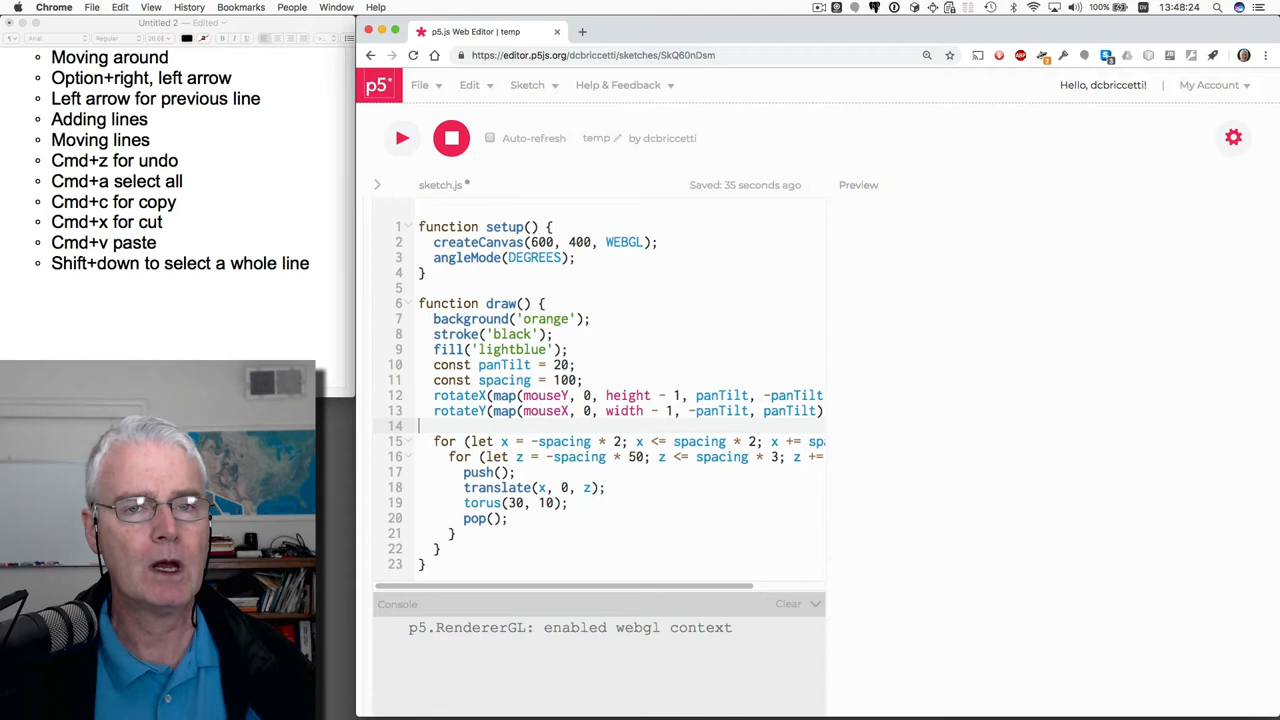 Chrome File Edit View History Bookmarks People Window Help
100% 13:48:24
Untitled 2 — Edited
Arial Regular
Moving around
Option+right, left arrow
Left arrow for previous line
Adding lines
Moving lines
Cmd+z for undo
Cmd+a select all
Cmd+c for copy
Cmd+x for cut
Cmd+v paste
Shift+down to select a whole line
p5.js Web Editor | temp
https://editor.p5js.org/dcbriccetti/sketches/SkQ60nDsm
p5* File Edit Sketch Help & Feedback Hello, dcbriccetti! | My Account
Auto-refresh temp by dcbriccetti
sketch.js Saved: 35 seconds ago Preview
1 function setup() {
2 createCanvas(600, 400, WEBGL);
3 angleMode(DEGREES);
4 }
5
6 function draw() {
7 background('orange');
8 stroke('black');
9 fill('lightblue');
10 const panTilt = 20;
11 const spacing = 100;
12 rotateX(map(mouseY, 0, height - 1, panTilt, -panTilt
13 rotateY(map(mouseX, 0, width - 1, -panTilt, panTilt)
14
15 for (let x = -spacing * 2; x <= spacing * 2; x += spa
16 for (let z = -spacing * 50; z <= spacing * 3; z +=
17 push();
18 translate(x, 0, z);
19 torus(30, 10);
20 pop();
21 }
22 }
23 }
Console Clear
p5.RendererGL: enabled webgl context